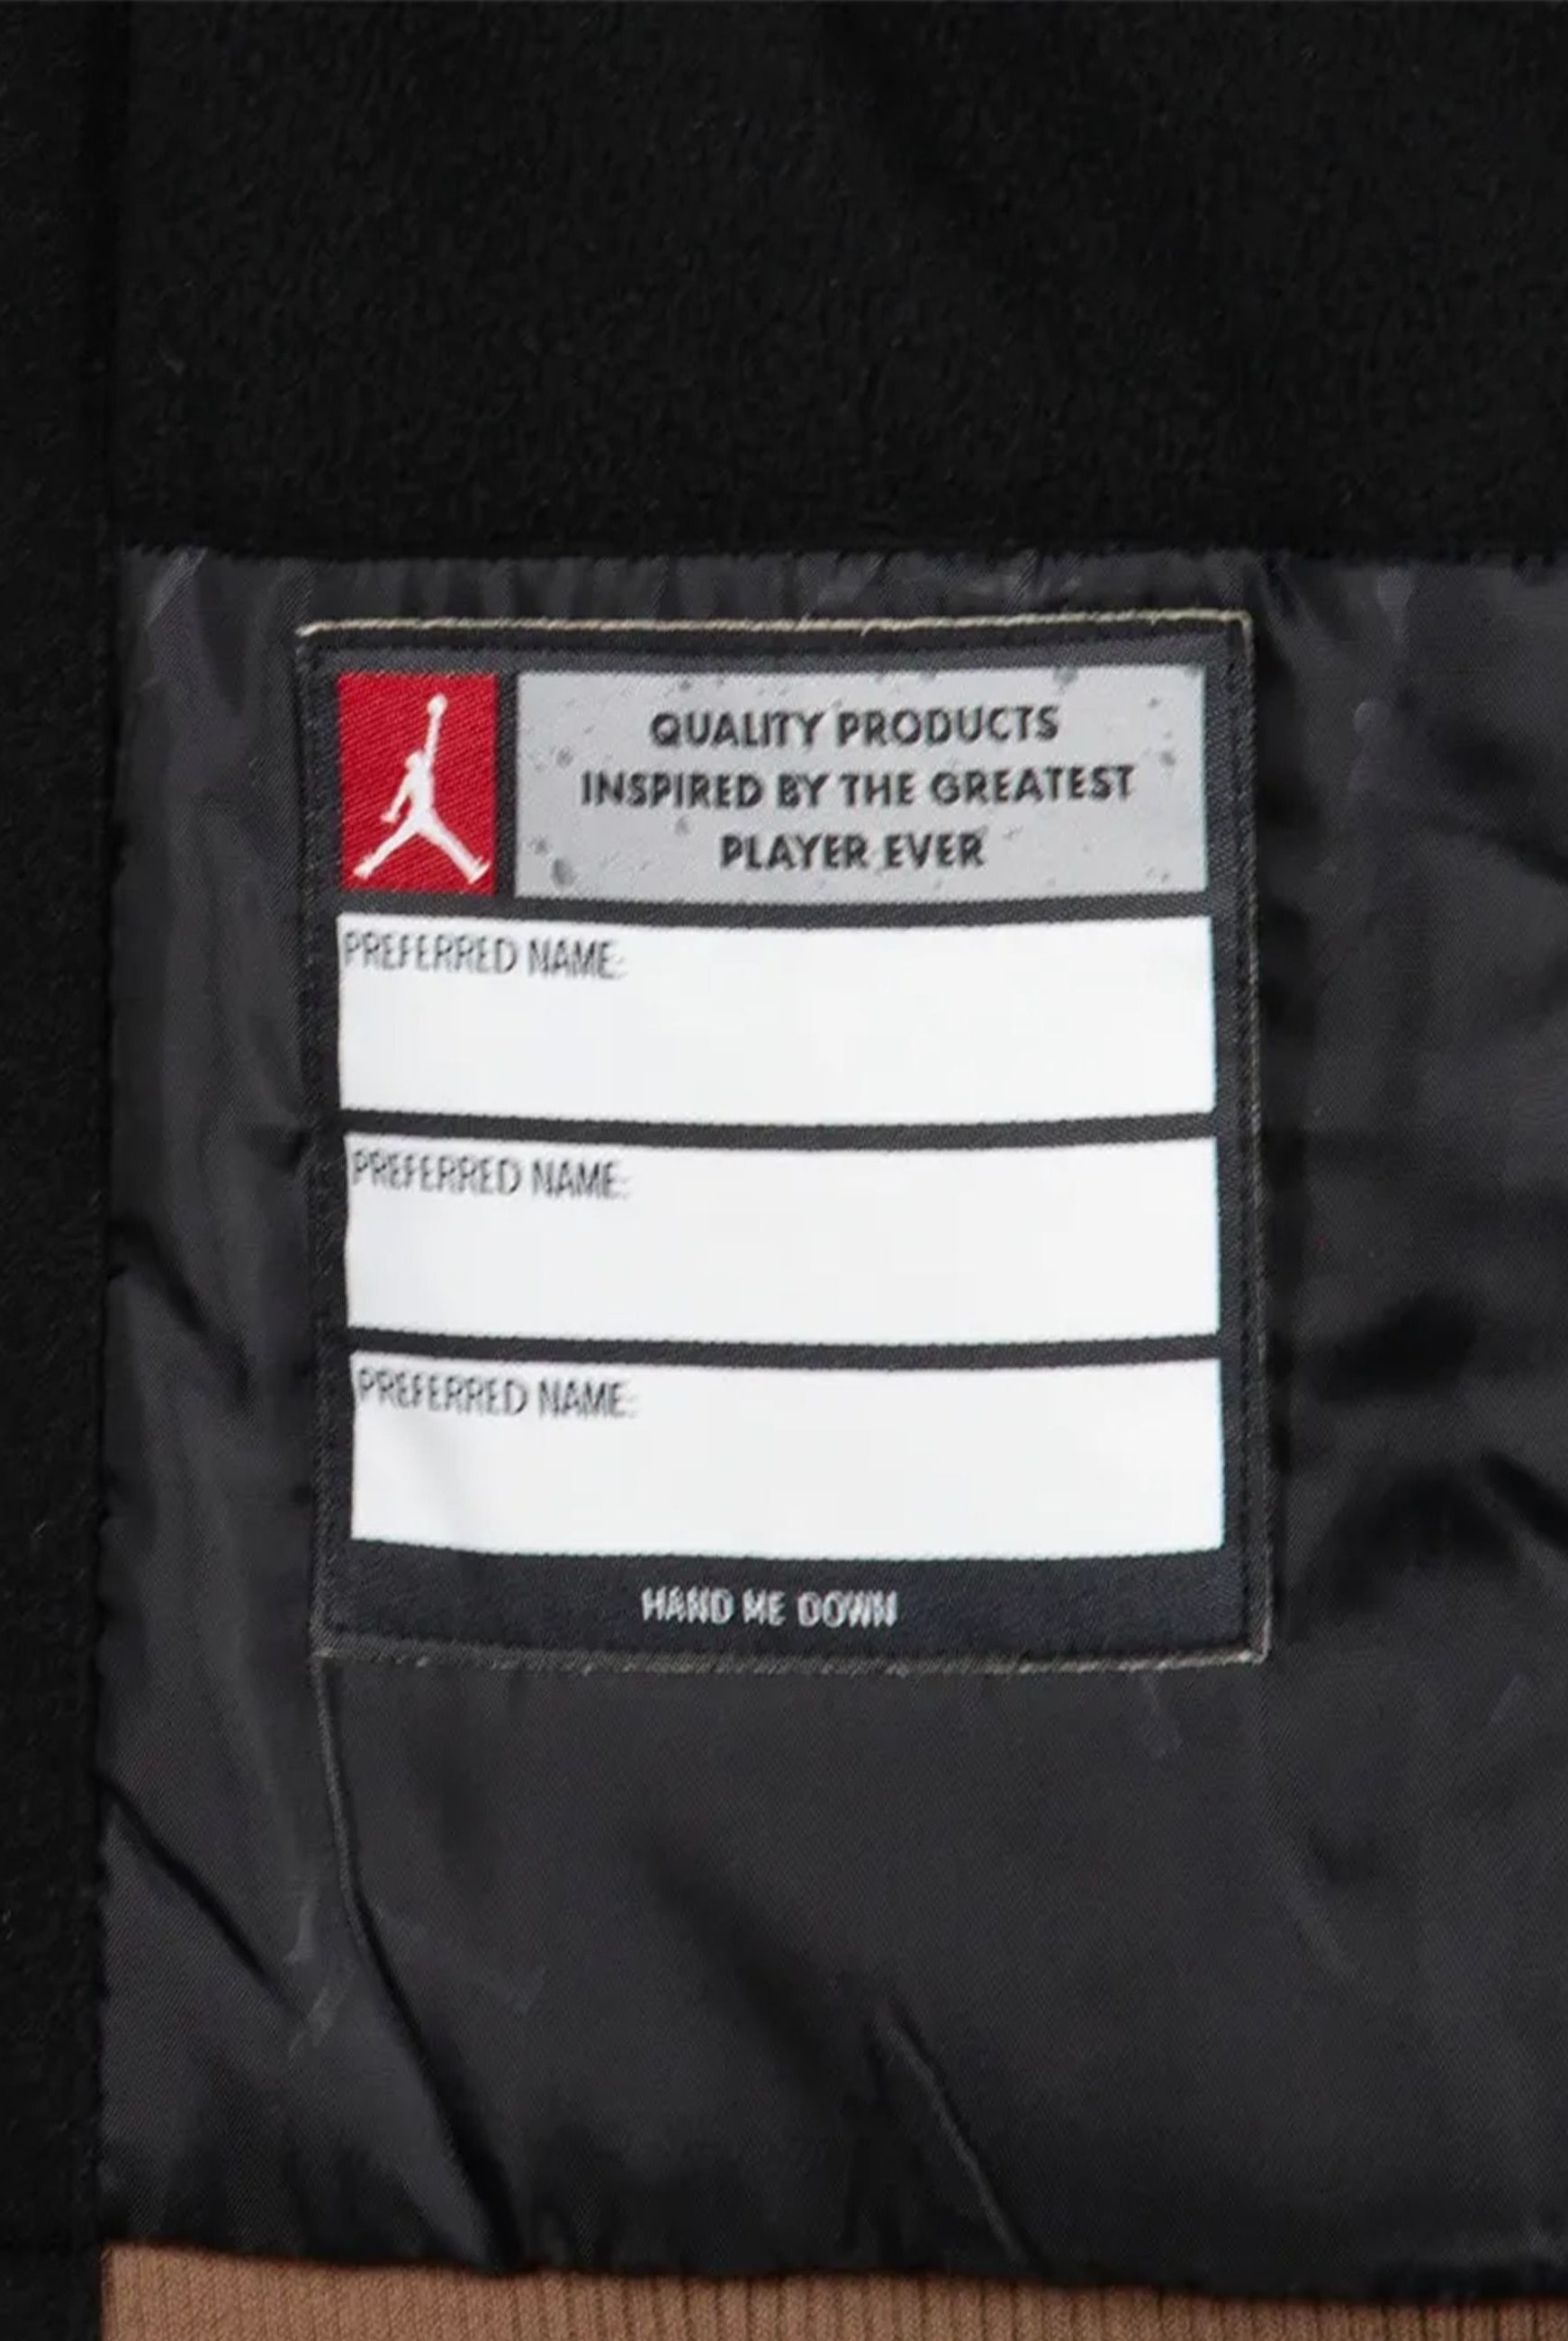 QUALITY PRODUCTS
INSPIRED BY THE GREATEST
PLAYER EVER
PREFERRED NAME:
PREFERRED NAME:
PREFERRED NAME:
HAND ME DOWN